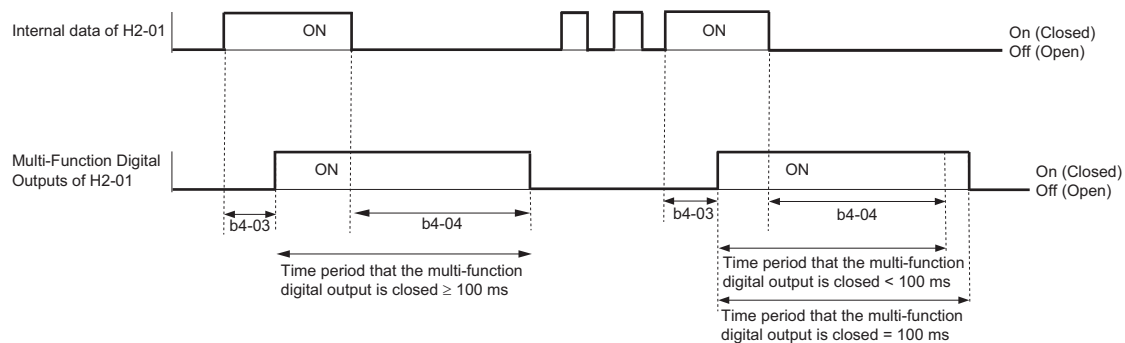 Internal data of H2-01
ON
ON
On (Closed)
Off (Open)
Multi-Function Digital
Outputs of H2-01
ON
ON
On (Closed)
Off (Open)
b4-03
b4-04
b4-03
b4-04
Time period that the multi-function
digital output is closed ≥ 100 ms
Time period that the multi-function
digital output is closed < 100 ms
Time period that the multi-function
digital output is closed = 100 ms